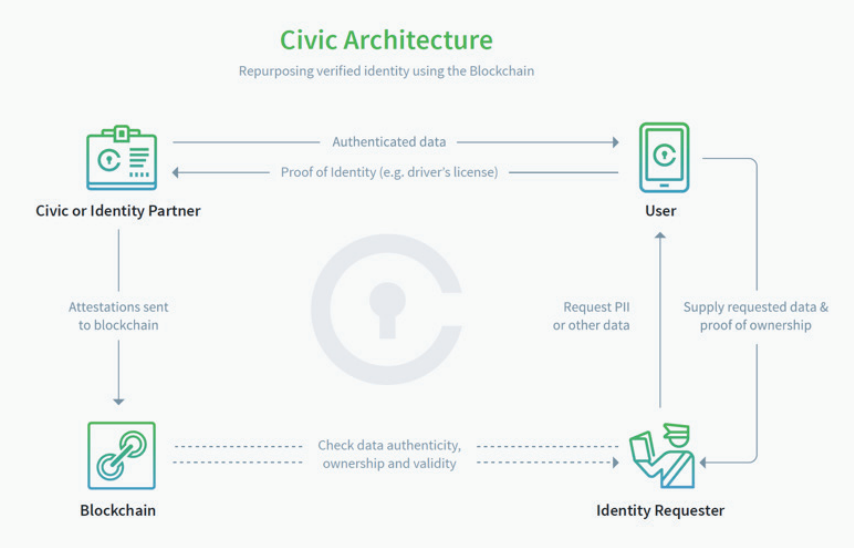 Civic Architecture
Repurposing verified identity using the Blockchain
Authenticated data
Proof of Identity (e.g. driver's license)
Civic or Identity Partner
User
Attestations sent
to blockchain
Request PII
or other data
Supply requested data &
proof of ownership
Check data authenticity,
ownership and validity
Blockchain
Identity Requester